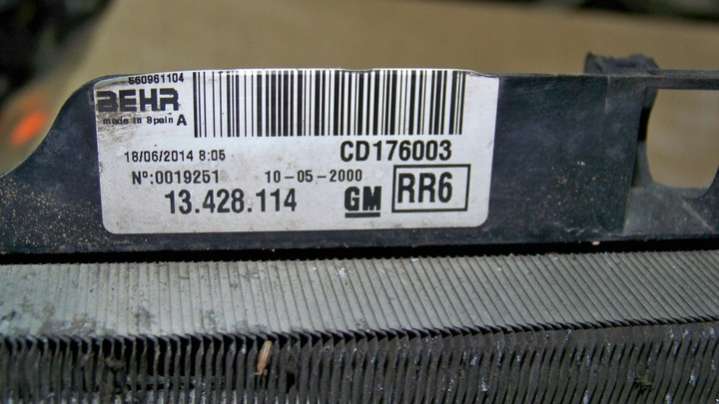 560961104
BEHR
made in Spain A
18/06/2014 8:05 CD176003
Nº:0019251 10-05-2000
13.428.114 GM RR6